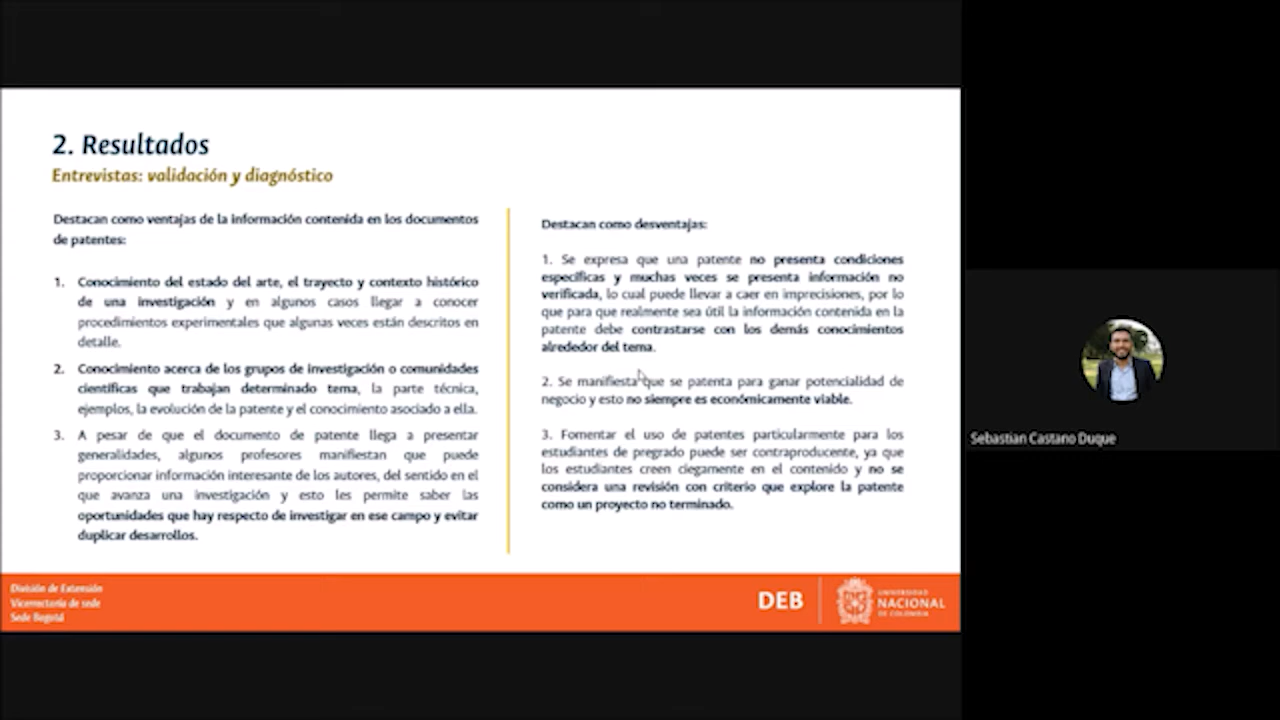 2. Resultados
Entrevistas: validación y diagnóstico
Destacan como ventajas de la información contenida en los documentos
de patentes:
1. Conocimiento del estado del arte, el trayecto y contexto histórico
de una investigación y en algunos casos llegar a conocer
procedimientos experimentales que algunas veces están descritos en
detalle.
2. Conocimiento acerca de los grupos de investigación o comunidades
científicas que trabajan determinado tema, la parte técnica,
ejemplos, la evolución de la patente y el conocimiento asociado a ella.
3. A pesar de que el documento de patente llega a presentar
generalidades, algunos profesores manifiestan que puede
proporcionar información interesante de los autores, del sentido en el
que avanza una investigación y esto les permite saber las
oportunidades que hay respecto de investigar en ese campo y evitar
duplicar desarrollos.
Destacan como desventajas:
1. Se expresa que una patente no presenta condiciones
específicas y muchas veces se presenta información no
verificada, lo cual puede llevar a caer en imprecisiones, por lo
que para que realmente sea útil la información contenida en la
patente debe contrastarse con los demás conocimientos
alrededor del tema.
2. Se manifiesta que se patenta para ganar potencialidad de
negocio y esto no siempre es económicamente viable.
3. Fomentar el uso de patentes particularmente para los
estudiantes de pregrado puede ser contraproducente, ya que
los estudiantes creen ciegamente en el contenido y no se
considera una revisión con criterio que explore la patente
como un proyecto no terminado.
División de Extensión
Vicerrectoría de sede
Sede Bogotá
DEB
UNIVERSIDAD
NACIONAL
DE COLOMBIA
Sebastian Castano Duque